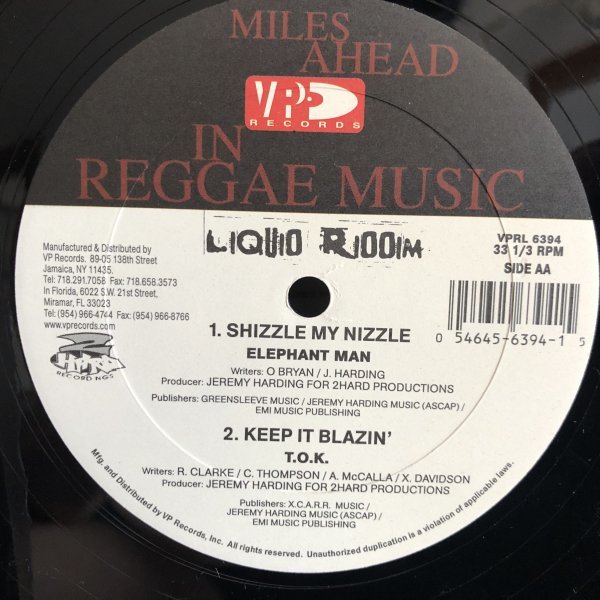 MILES
AHEAD
VP
RECORDS
IN
REGGAE MUSIC
LIQUID RIDDIM
Manufactured & Distributed by
VP Records. 89-05 138th Street
Jamaica, NY 11435.
Tel: 718.291.7058 Fax: 718.658.3573
In Florida, 6022 S.W. 21st Street,
Miramar, FL 33023
Tel: (954) 966-4744 Fax: (954) 966-8766
(www.vprecords.com)
VPRL 6394
33 1/3 RPM
SIDE AA
0 54645-6394-1 5
2 HARD
RECORDINGS
1. SHIZZLE MY NIZZLE
ELEPHANT MAN
Writers: O BRYAN / J. HARDING
Producer: JEREMY HARDING FOR 2HARD PRODUCTIONS
Publishers: GREENSLEEVE MUSIC / JEREMY HARDING MUSIC (ASCAP) /
EMI MUSIC PUBLISHING
2. KEEP IT BLAZIN'
T.O.K.
Writers: R. CLARKE / C. THOMPSON / A. McCALLA / X. DAVIDSON
Producer: JEREMY HARDING FOR 2HARD PRODUCTIONS
Publishers: X.C.A.R.R. MUSIC /
JEREMY HARDING MUSIC (ASCAP) /
EMI MUSIC PUBLISHING
Mfg. and Distributed by VP Records, Inc. All rights reserved. Unauthorized duplication is a violation of applicable laws.